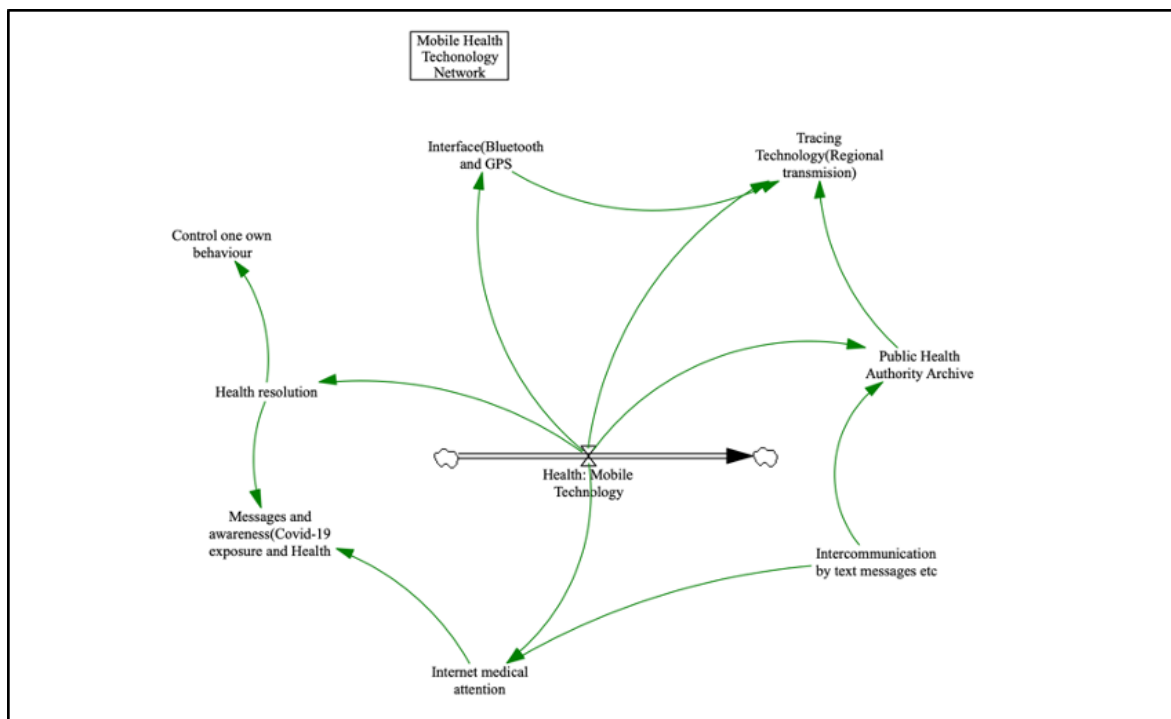 Mobile Health
Techonology
Network
Interface(Bluetooth
and GPS
Tracing
Technology(Regional
transmision)
Control one own
behaviour
Public Health
Authority Archive
Health resolution
Health: Mobile
Technology
Messages and
awareness(Covid-19
exposure and Health
Intercommunication
by text messages etc
Internet medical
attention